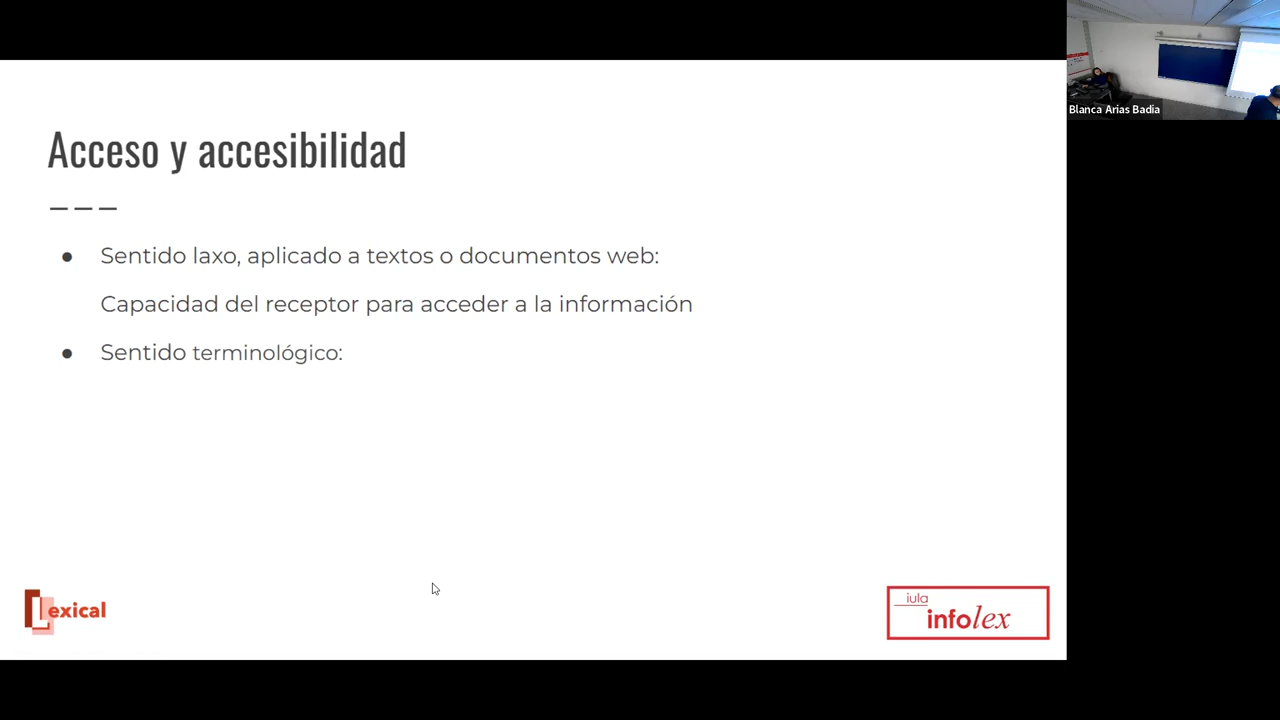 Acceso y accesibilidad
● Sentido laxo, aplicado a textos o documentos web:
Capacidad del receptor para acceder a la información
● Sentido terminológico:
Lexical
iula
infolex
Blanca Arias Badia